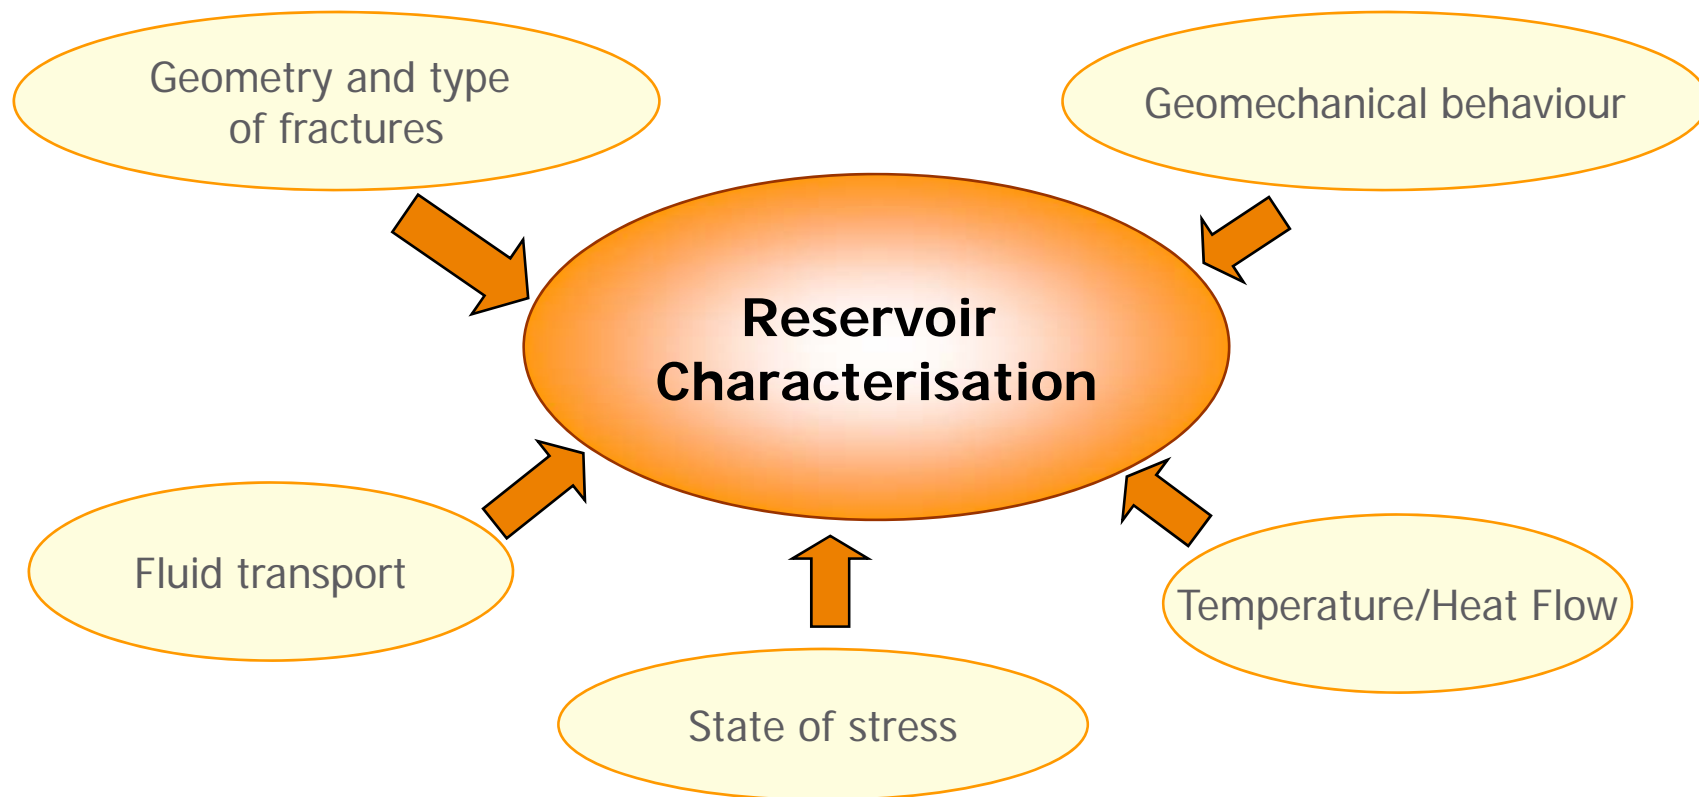 Geometry and type
of fractures
Geomechanical behaviour
Reservoir
Characterisation
Fluid transport
Temperature/Heat Flow
State of stress